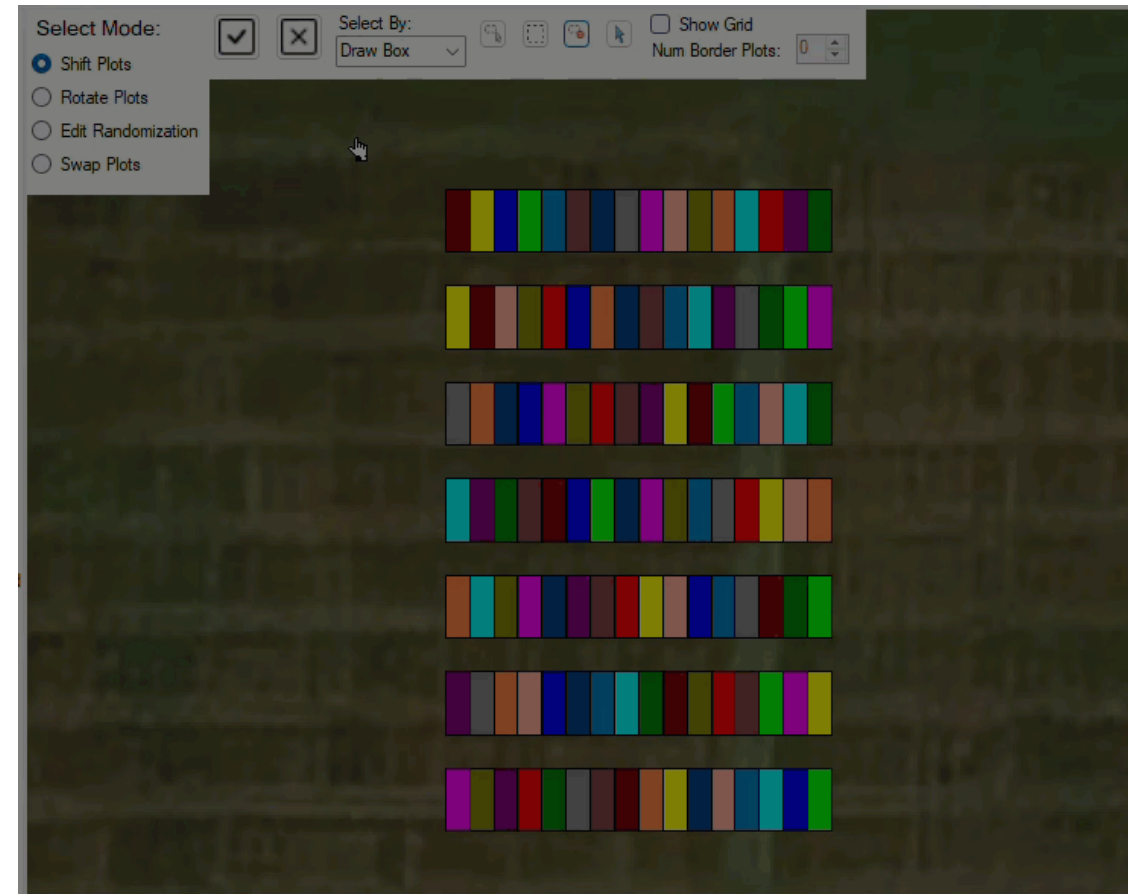 Select Mode:
Shift Plots
Rotate Plots
Edit Randomization
Swap Plots
Select By:
Draw Box
Show Grid
Num Border Plots: 0